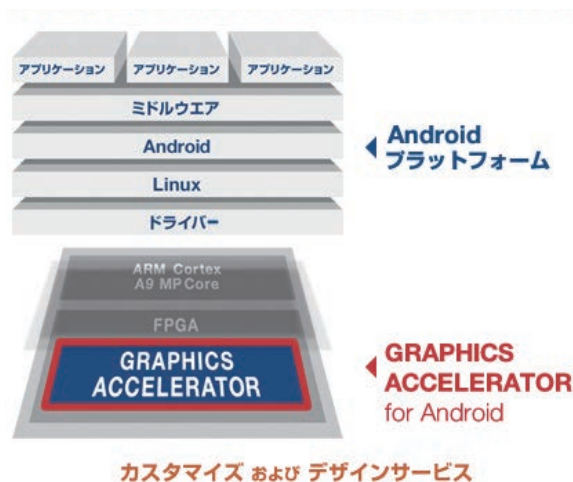 アプリケーション アプリケーション アプリケーション
ミドルウエア
Android
Linux
ドライバー
Android
プラットフォーム
ARM Cortex
A9 MPCore
FPGA
GRAPHICS
ACCELERATOR
GRAPHICS
ACCELERATOR
for Android
カスタマイズ および デザインサービス